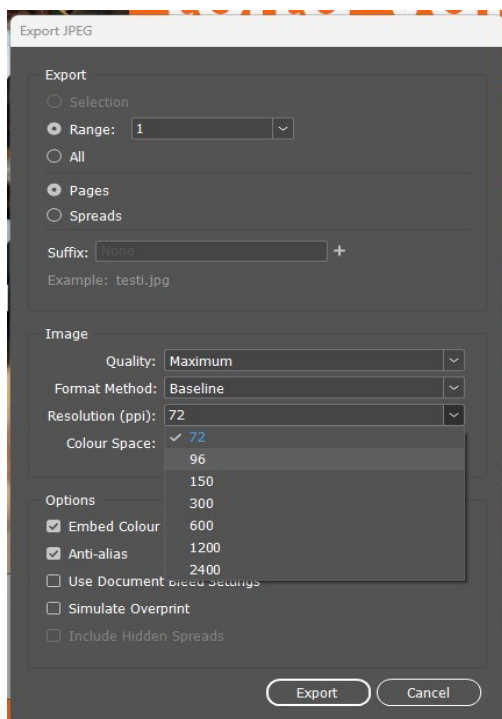 Export JPEG
Export
Selection
Range: 1
All
Pages
Spreads
Suffix: None +
Example: testi.jpg
Image
Quality: Maximum
Format Method: Baseline
Resolution (ppi): 72
Colour Space: 72
96
150
300
600
1200
2400
Options
Embed Colour
Anti-alias
Use Document Bleed Settings
Simulate Overprint
Include Hidden Spreads
Export Cancel